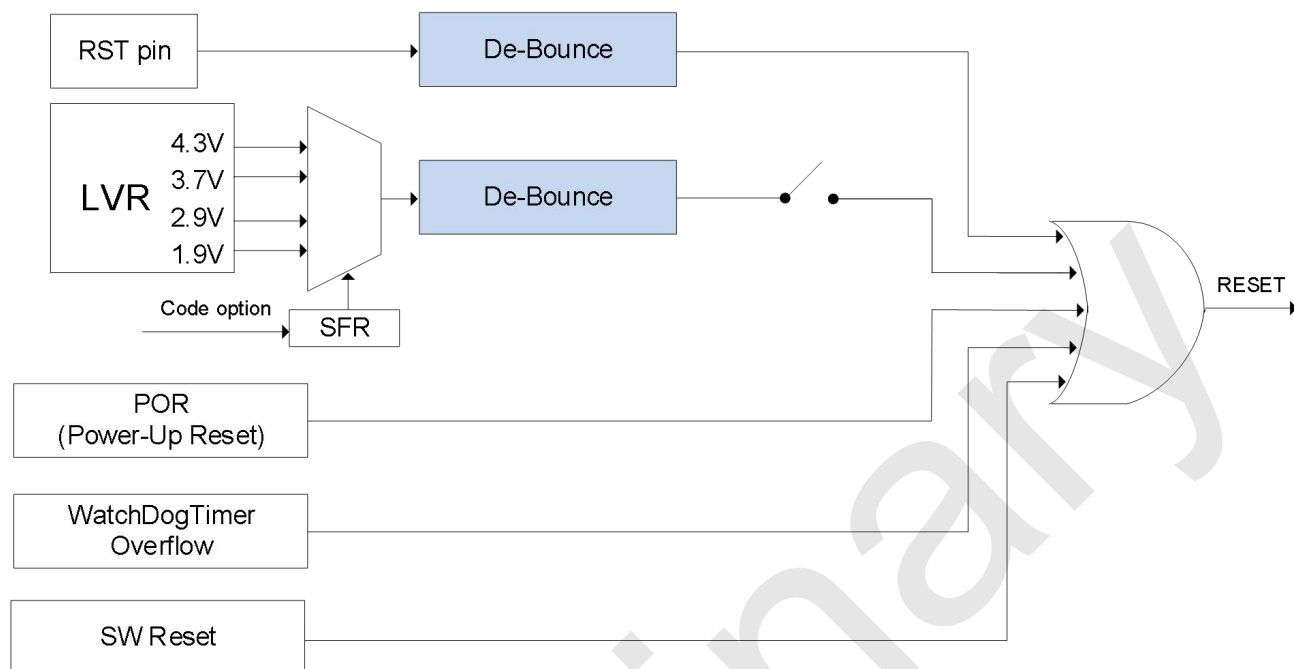 RST pin
De-Bounce
4.3V
3.7V
LVR
2.9V
1.9V
De-Bounce
Code option
SFR
RESET
POR
(Power-Up Reset)
WatchDogTimer
Overflow
SW Reset
inary